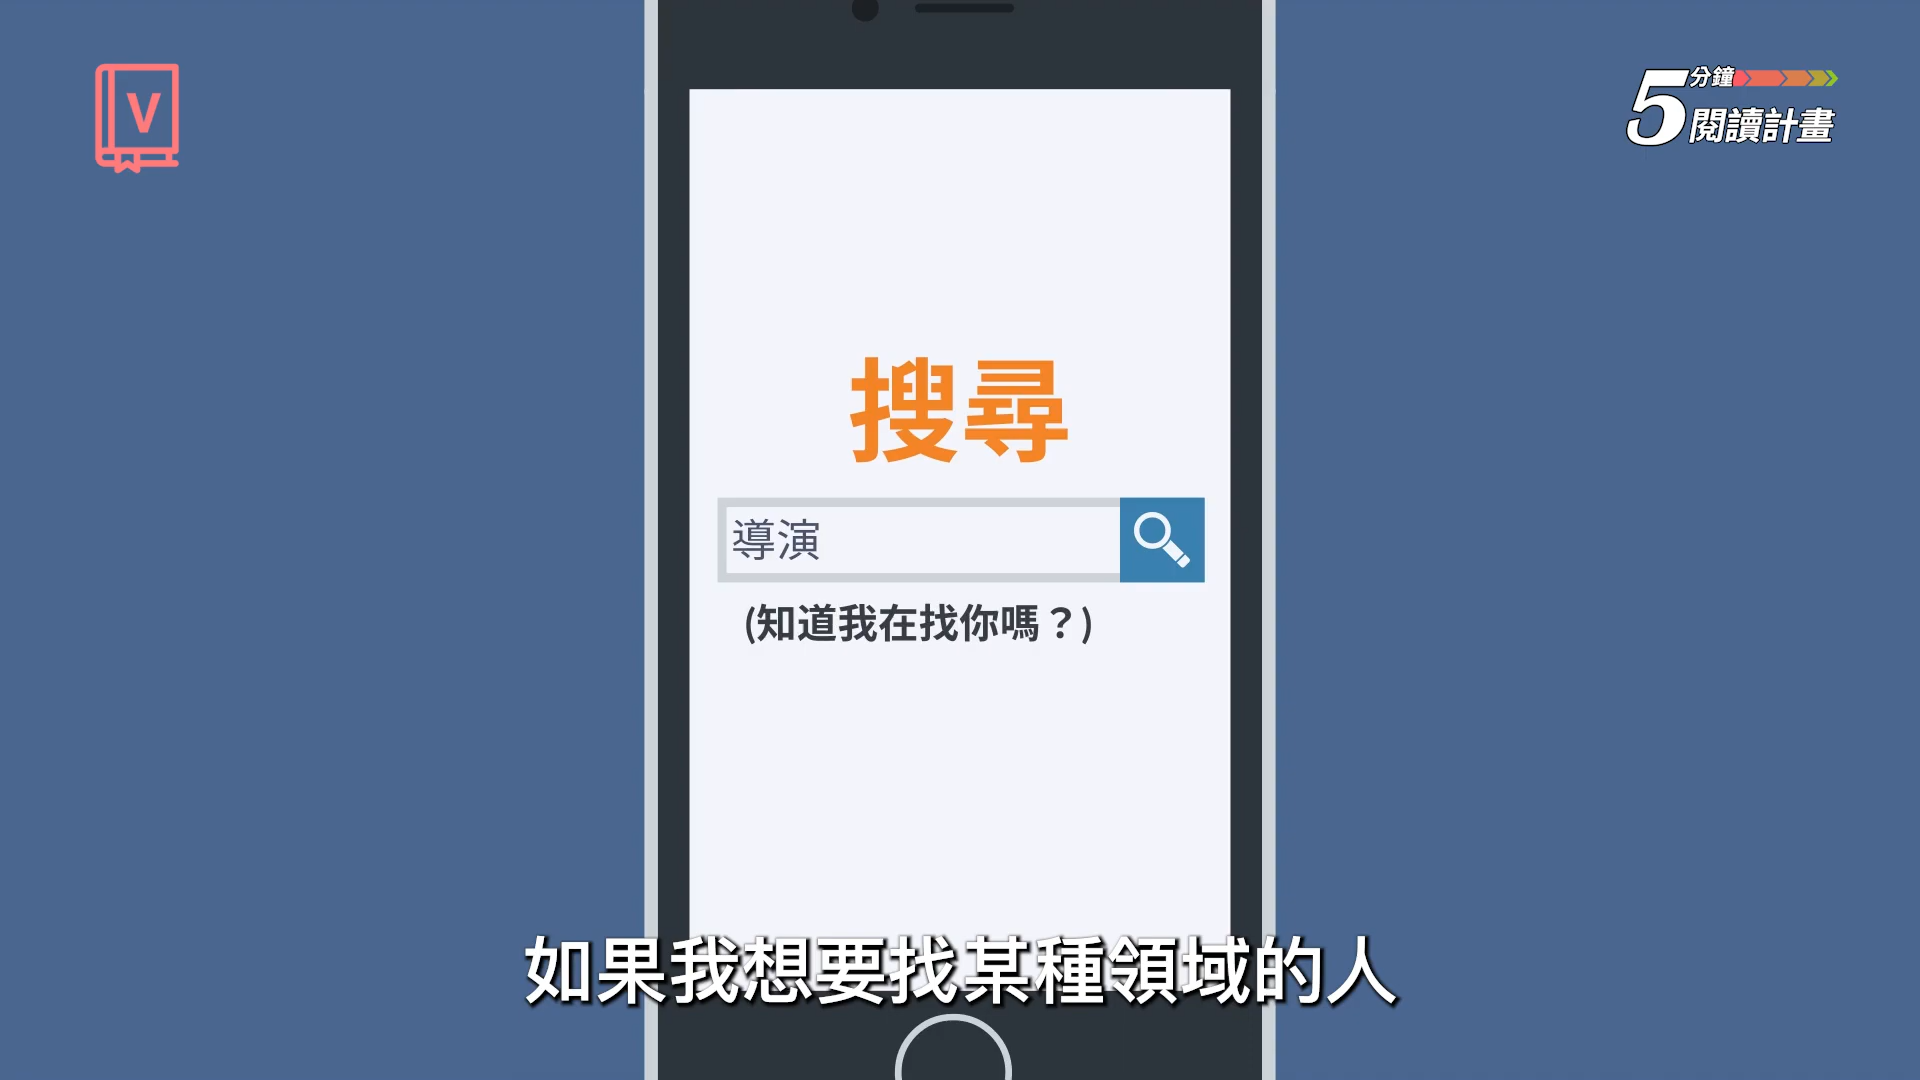 V
5分鐘
閱讀計畫
搜尋
導演
(知道我在找你嗎？)
如果我想要找某種領域的人